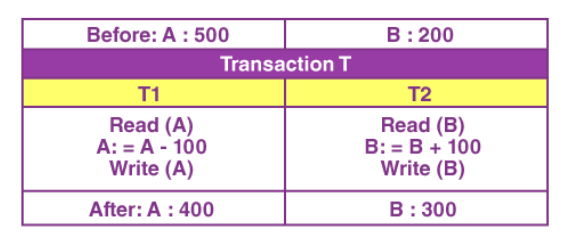 Before: A : 500
B : 200
Transaction T
T1
T2
Read (A)
A: = A - 100
Write (A)
Read (B)
B: = B + 100
Write (B)
After: A : 400
B : 300